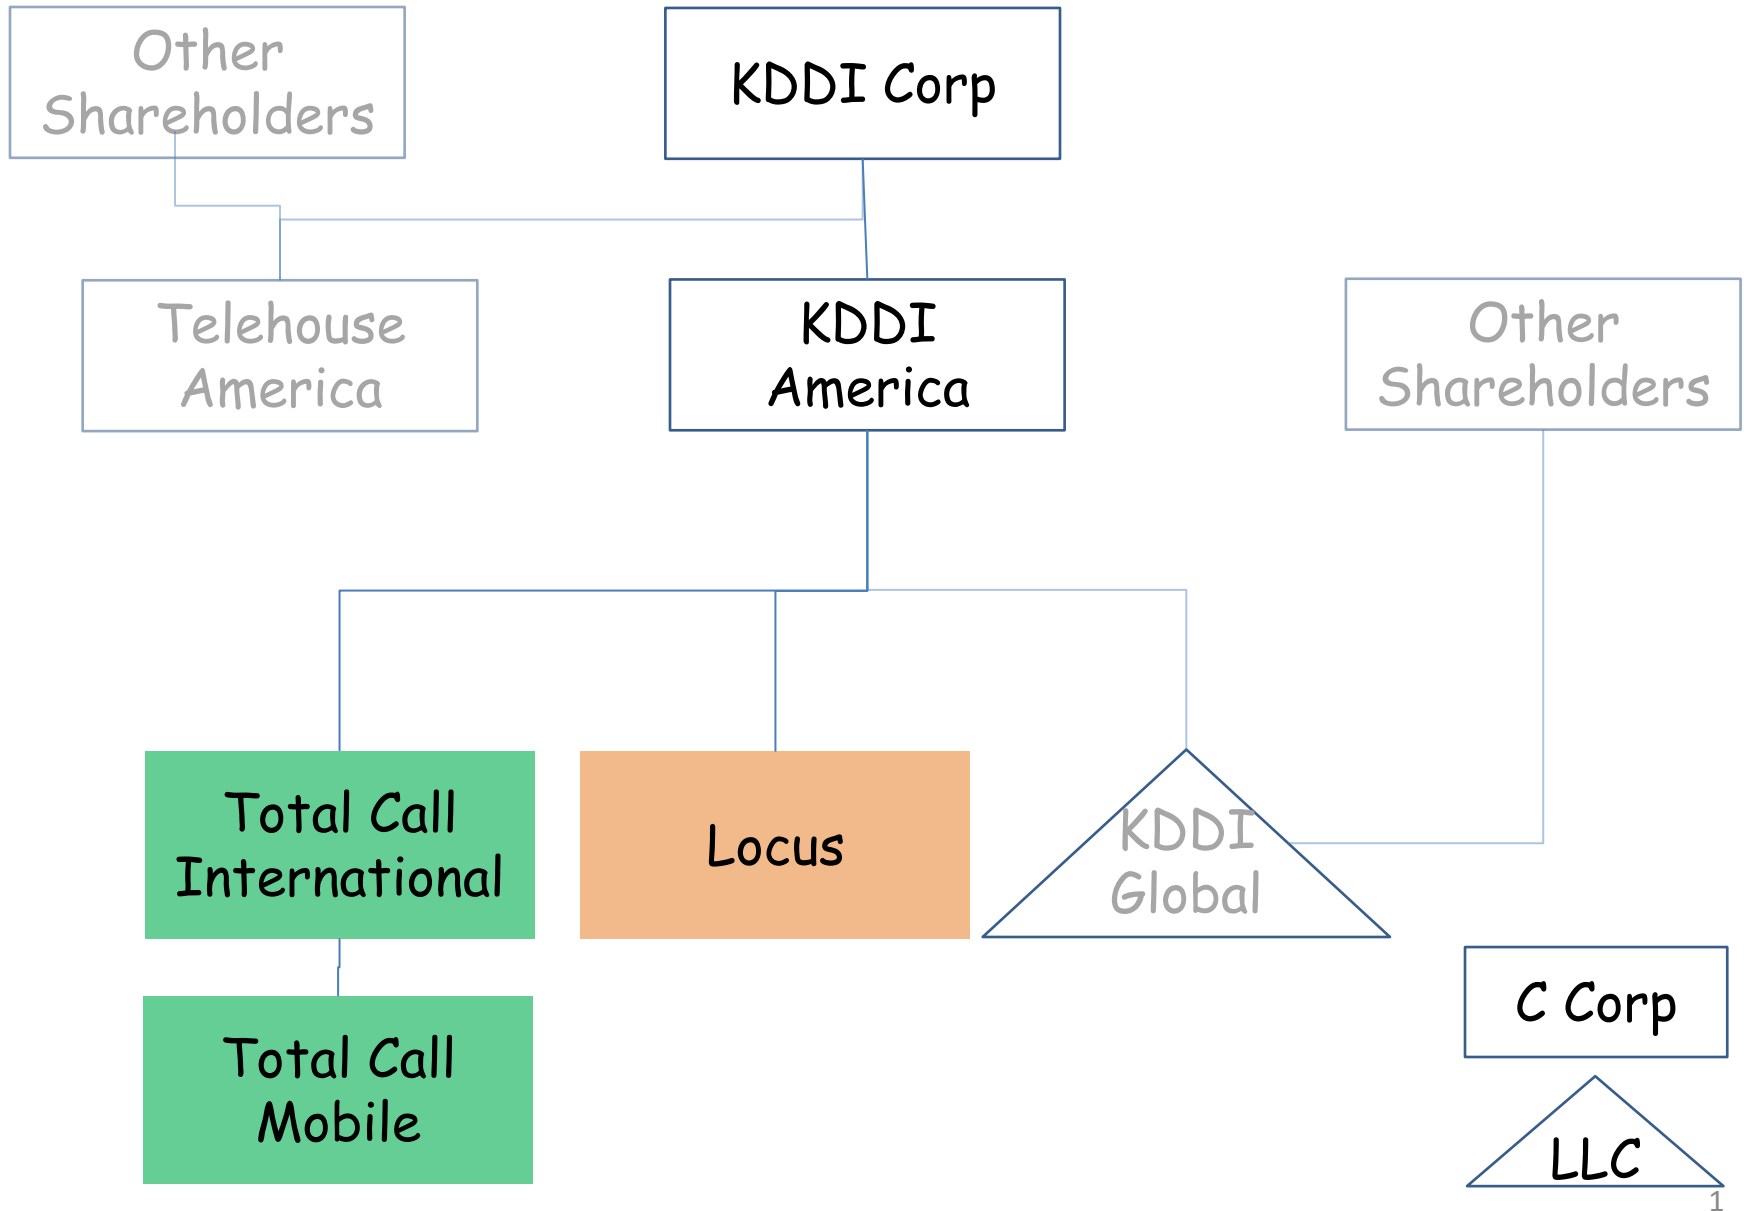 Other
Shareholders
KDDI Corp
Telehouse
America
KDDI
America
Other
Shareholders
Total Call
International
Locus
KDDI
Global
Total Call
Mobile
C Corp
LLC
1